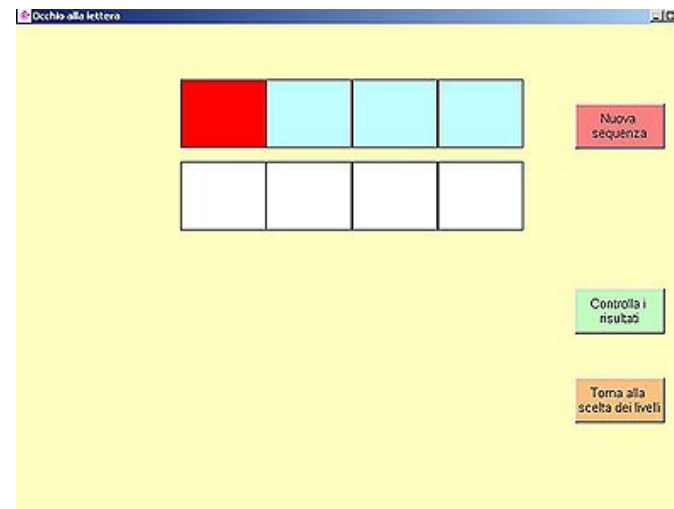 Occhio alla lettera
Nuova
sequenza
Controlla i
risultati
Torna alla
scelta dei livelli